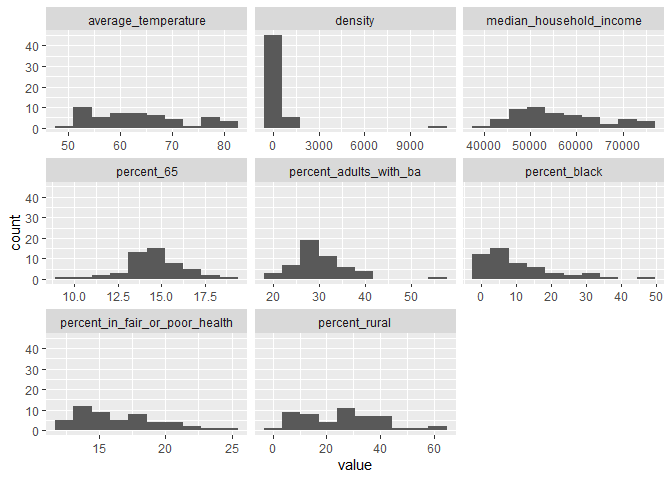 average_temperature density median_household_income
40
30
20
10
0
50 60 70 80 0 3000 6000 9000 40000 50000 60000 70000
percent_65 percent_adults_with_ba percent_black
40
30
20
10
0
10.0 12.5 15.0 17.5 20 30 40 50 0 10 20 30 40 50
percent_in_fair_or_poor_health percent_rural
40
30
20
10
0
15 20 25 0 20 40 60
count
value